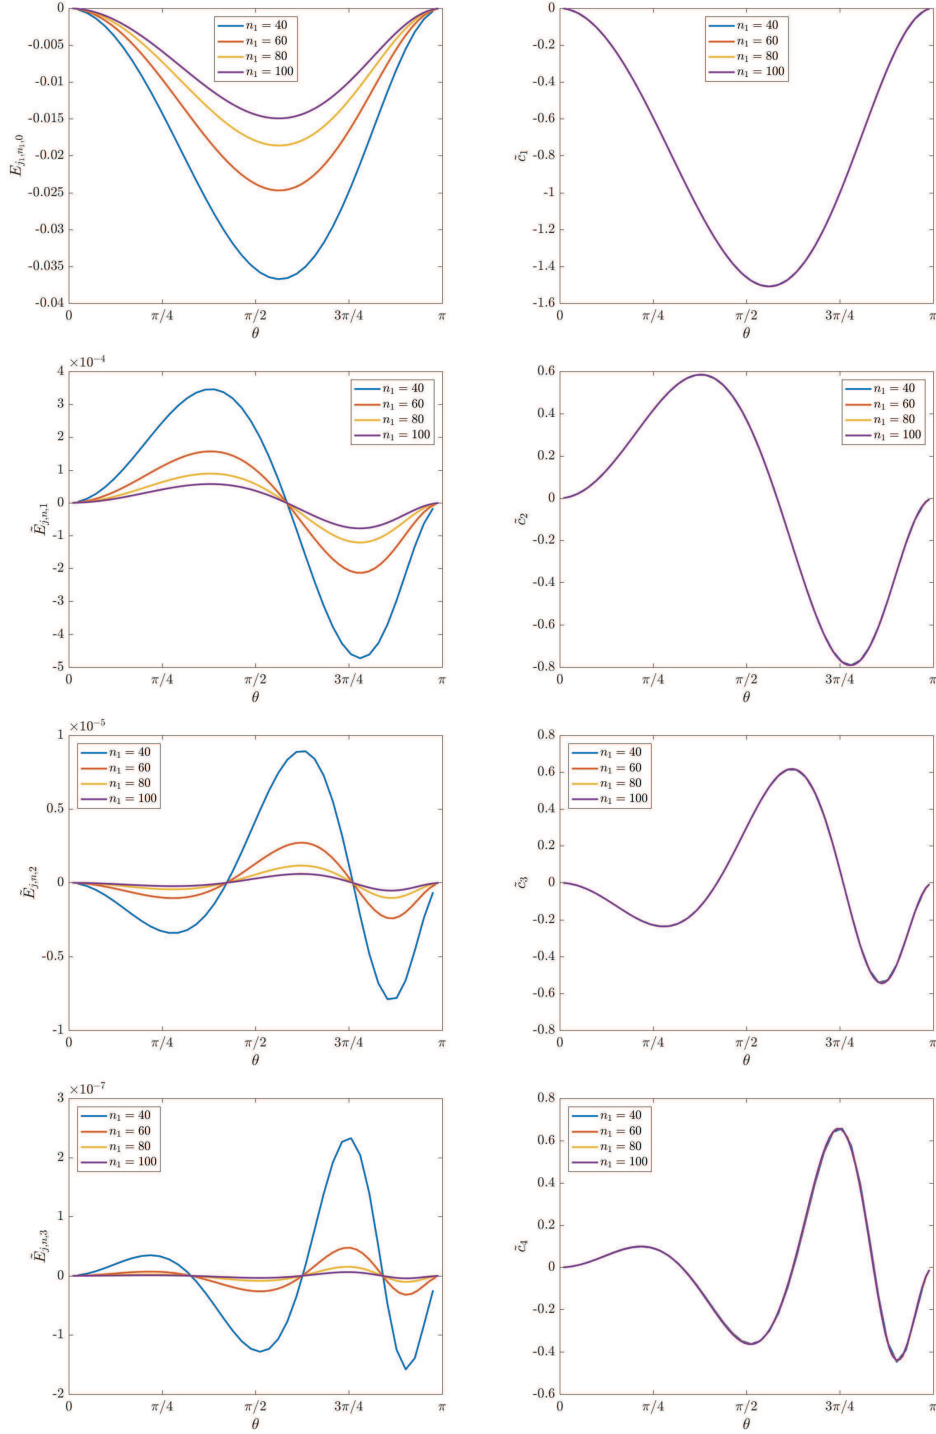 0
-0.005
-0.01
-0.015
-0.02
-0.025
-0.03
-0.035
-0.04
E_{j_1,n_1,0}
n_1 = 40
n_1 = 60
n_1 = 80
n_1 = 100
0 π/4 π/2 3π/4 π
θ
0
-0.2
-0.4
-0.6
-0.8
-1
-1.2
-1.4
-1.6
c̃_1
n_1 = 40
n_1 = 60
n_1 = 80
n_1 = 100
0 π/4 π/2 3π/4 π
θ
×10^{-4}
4
3
2
1
0
-1
-2
-3
-4
-5
Ẽ_{j,n,1}
n_1 = 40
n_1 = 60
n_1 = 80
n_1 = 100
0 π/4 π/2 3π/4 π
θ
0.6
0.4
0.2
0
-0.2
-0.4
-0.6
-0.8
c̃_2
n_1 = 40
n_1 = 60
n_1 = 80
n_1 = 100
0 π/4 π/2 3π/4 π
θ
×10^{-5}
1
0.5
0
-0.5
-1
Ẽ_{j,n,2}
n_1 = 40
n_1 = 60
n_1 = 80
n_1 = 100
0 π/4 π/2 3π/4 π
θ
0.8
0.6
0.4
0.2
0
-0.2
-0.4
-0.6
-0.8
c̃_3
n_1 = 40
n_1 = 60
n_1 = 80
n_1 = 100
0 π/4 π/2 3π/4 π
θ
×10^{-7}
3
2
1
0
-1
-2
Ẽ_{j,n,3}
n_1 = 40
n_1 = 60
n_1 = 80
n_1 = 100
0 π/4 π/2 3π/4 π
θ
0.8
0.6
0.4
0.2
0
-0.2
-0.4
-0.6
c̃_4
n_1 = 40
n_1 = 60
n_1 = 80
n_1 = 100
0 π/4 π/2 3π/4 π
θ